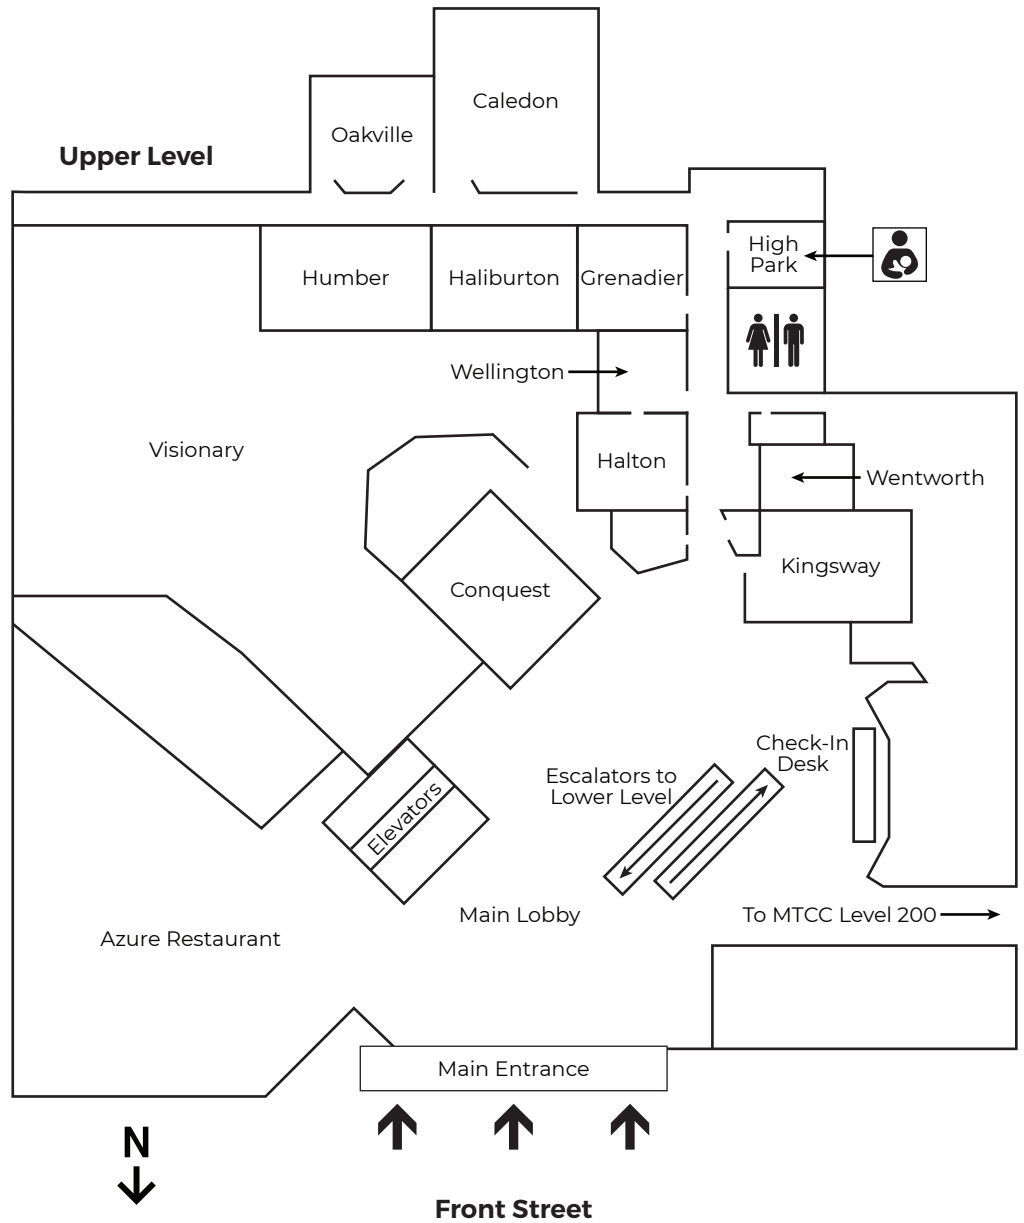 Caledon
Oakville
Upper Level
High
Park
Humber
Haliburton
Grenadier
Wellington
Visionary
Halton
Wentworth
Kingsway
Conquest
Check-In
Desk
Escalators to
Lower Level
Elevators
Main Lobby
To MTCC Level 200
Azure Restaurant
Main Entrance
N
Front Street